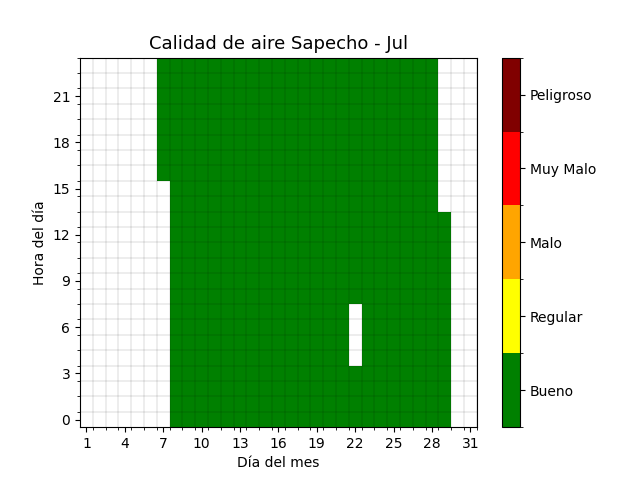 Calidad de aire Sapecho - Jul
Hora del día
21
18
15
12
9
6
3
0
1 4 7 10 13 16 19 22 25 28 31
Día del mes
Peligroso
Muy Malo
Malo
Regular
Bueno